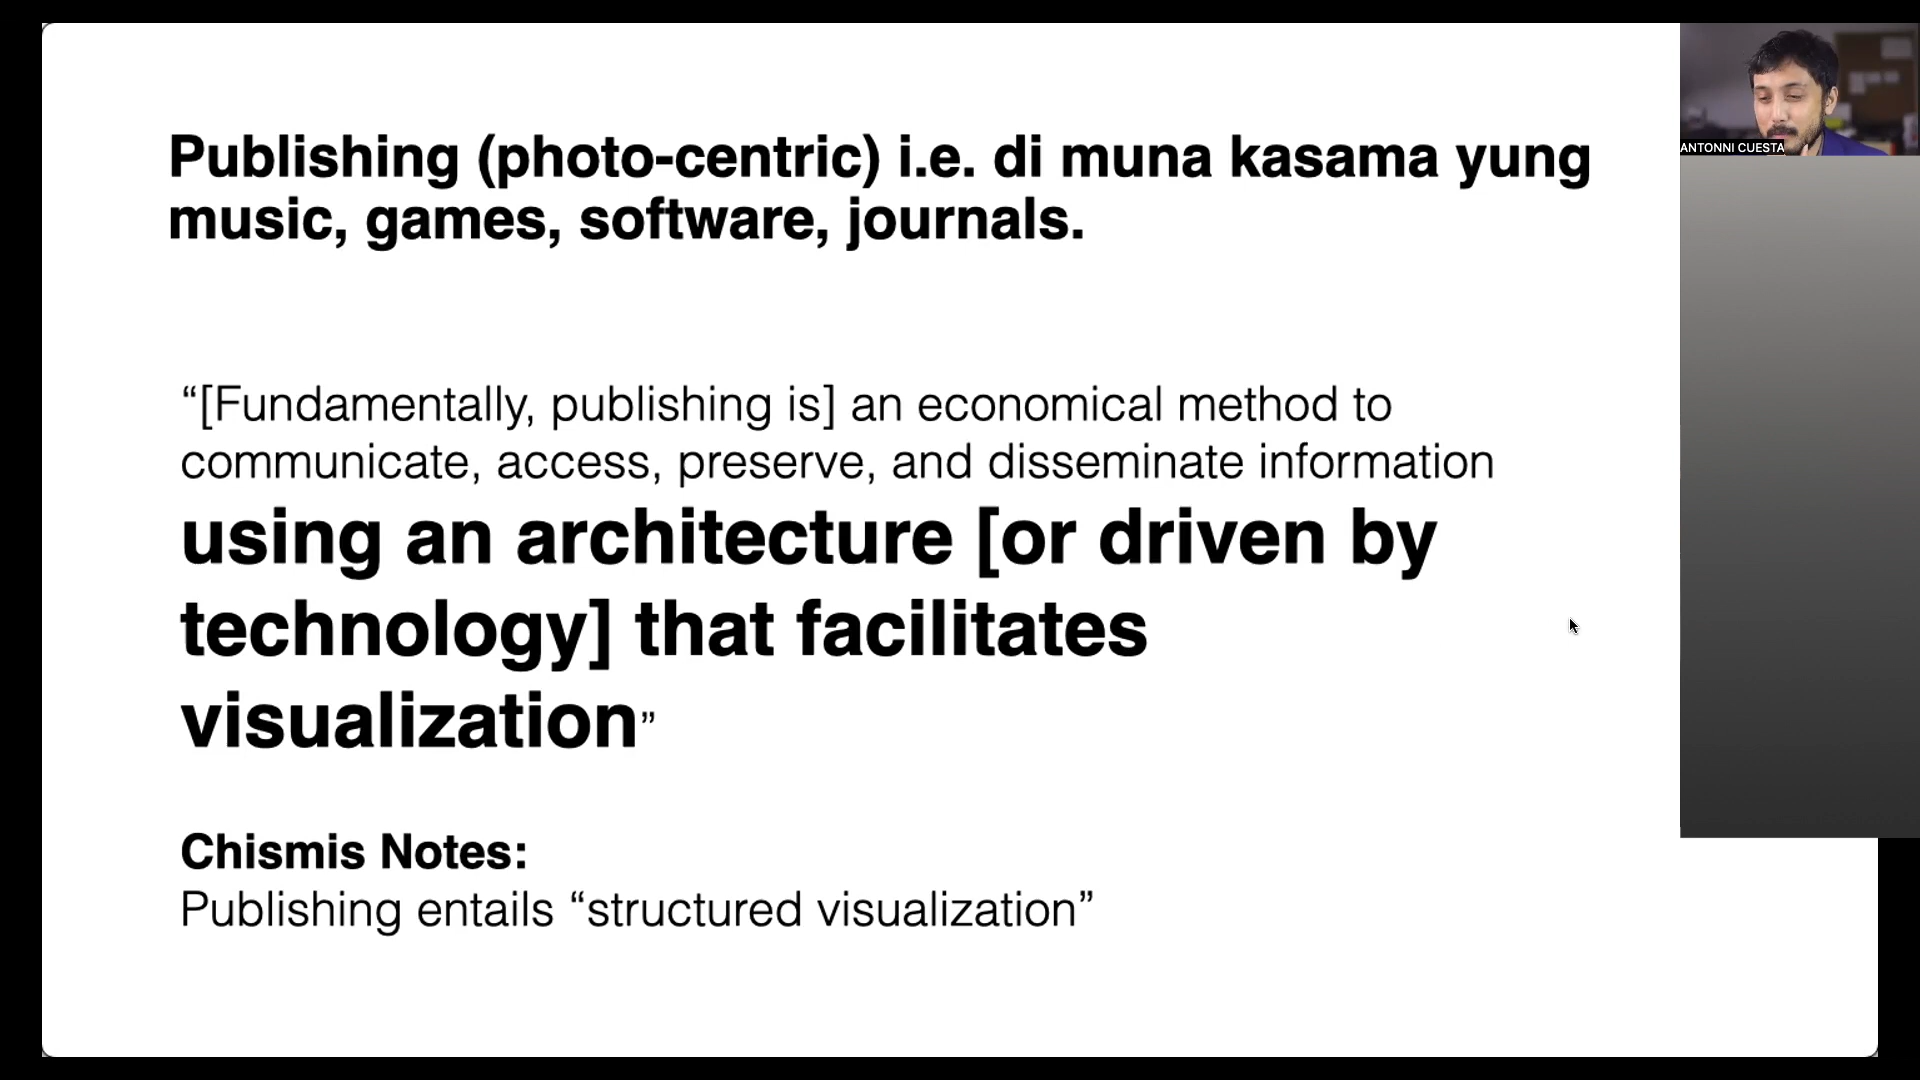 Publishing (photo-centric) i.e. di muna kasama yung
music, games, software, journals.
“[Fundamentally, publishing is] an economical method to
communicate, access, preserve, and disseminate information
using an architecture [or driven by
technology] that facilitates
visualization”
Chismis Notes:
Publishing entails “structured visualization”
ANTONNI CUESTA